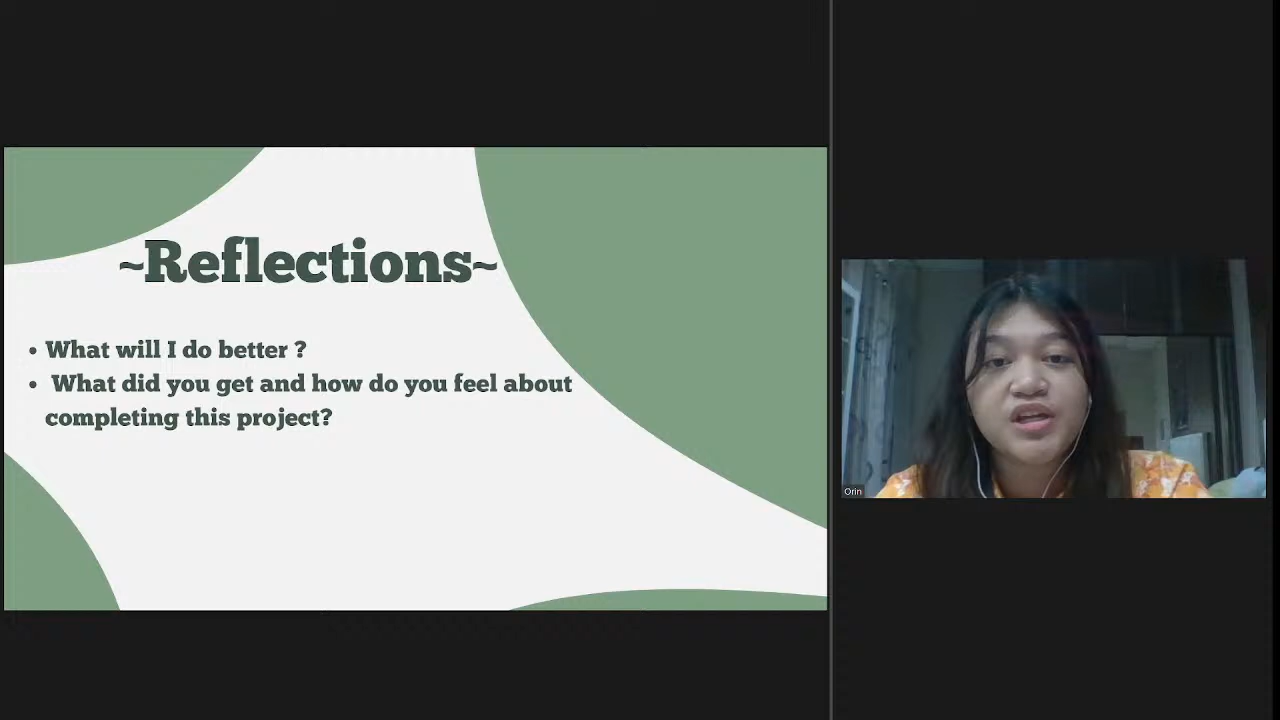 ~Reflections~
• What will I do better ?
• What did you get and how do you feel about
completing this project?
Orin